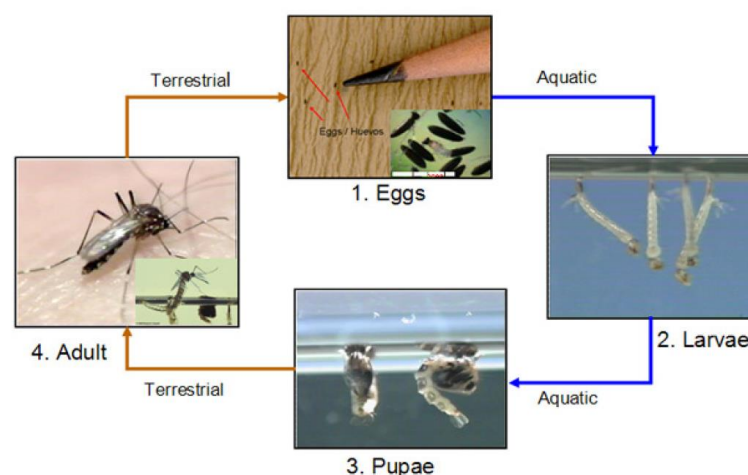 Terrestrial
Aquatic
Eggs / Huevos
1. Eggs
2. Larvae
4. Adult
Terrestrial
Aquatic
3. Pupae